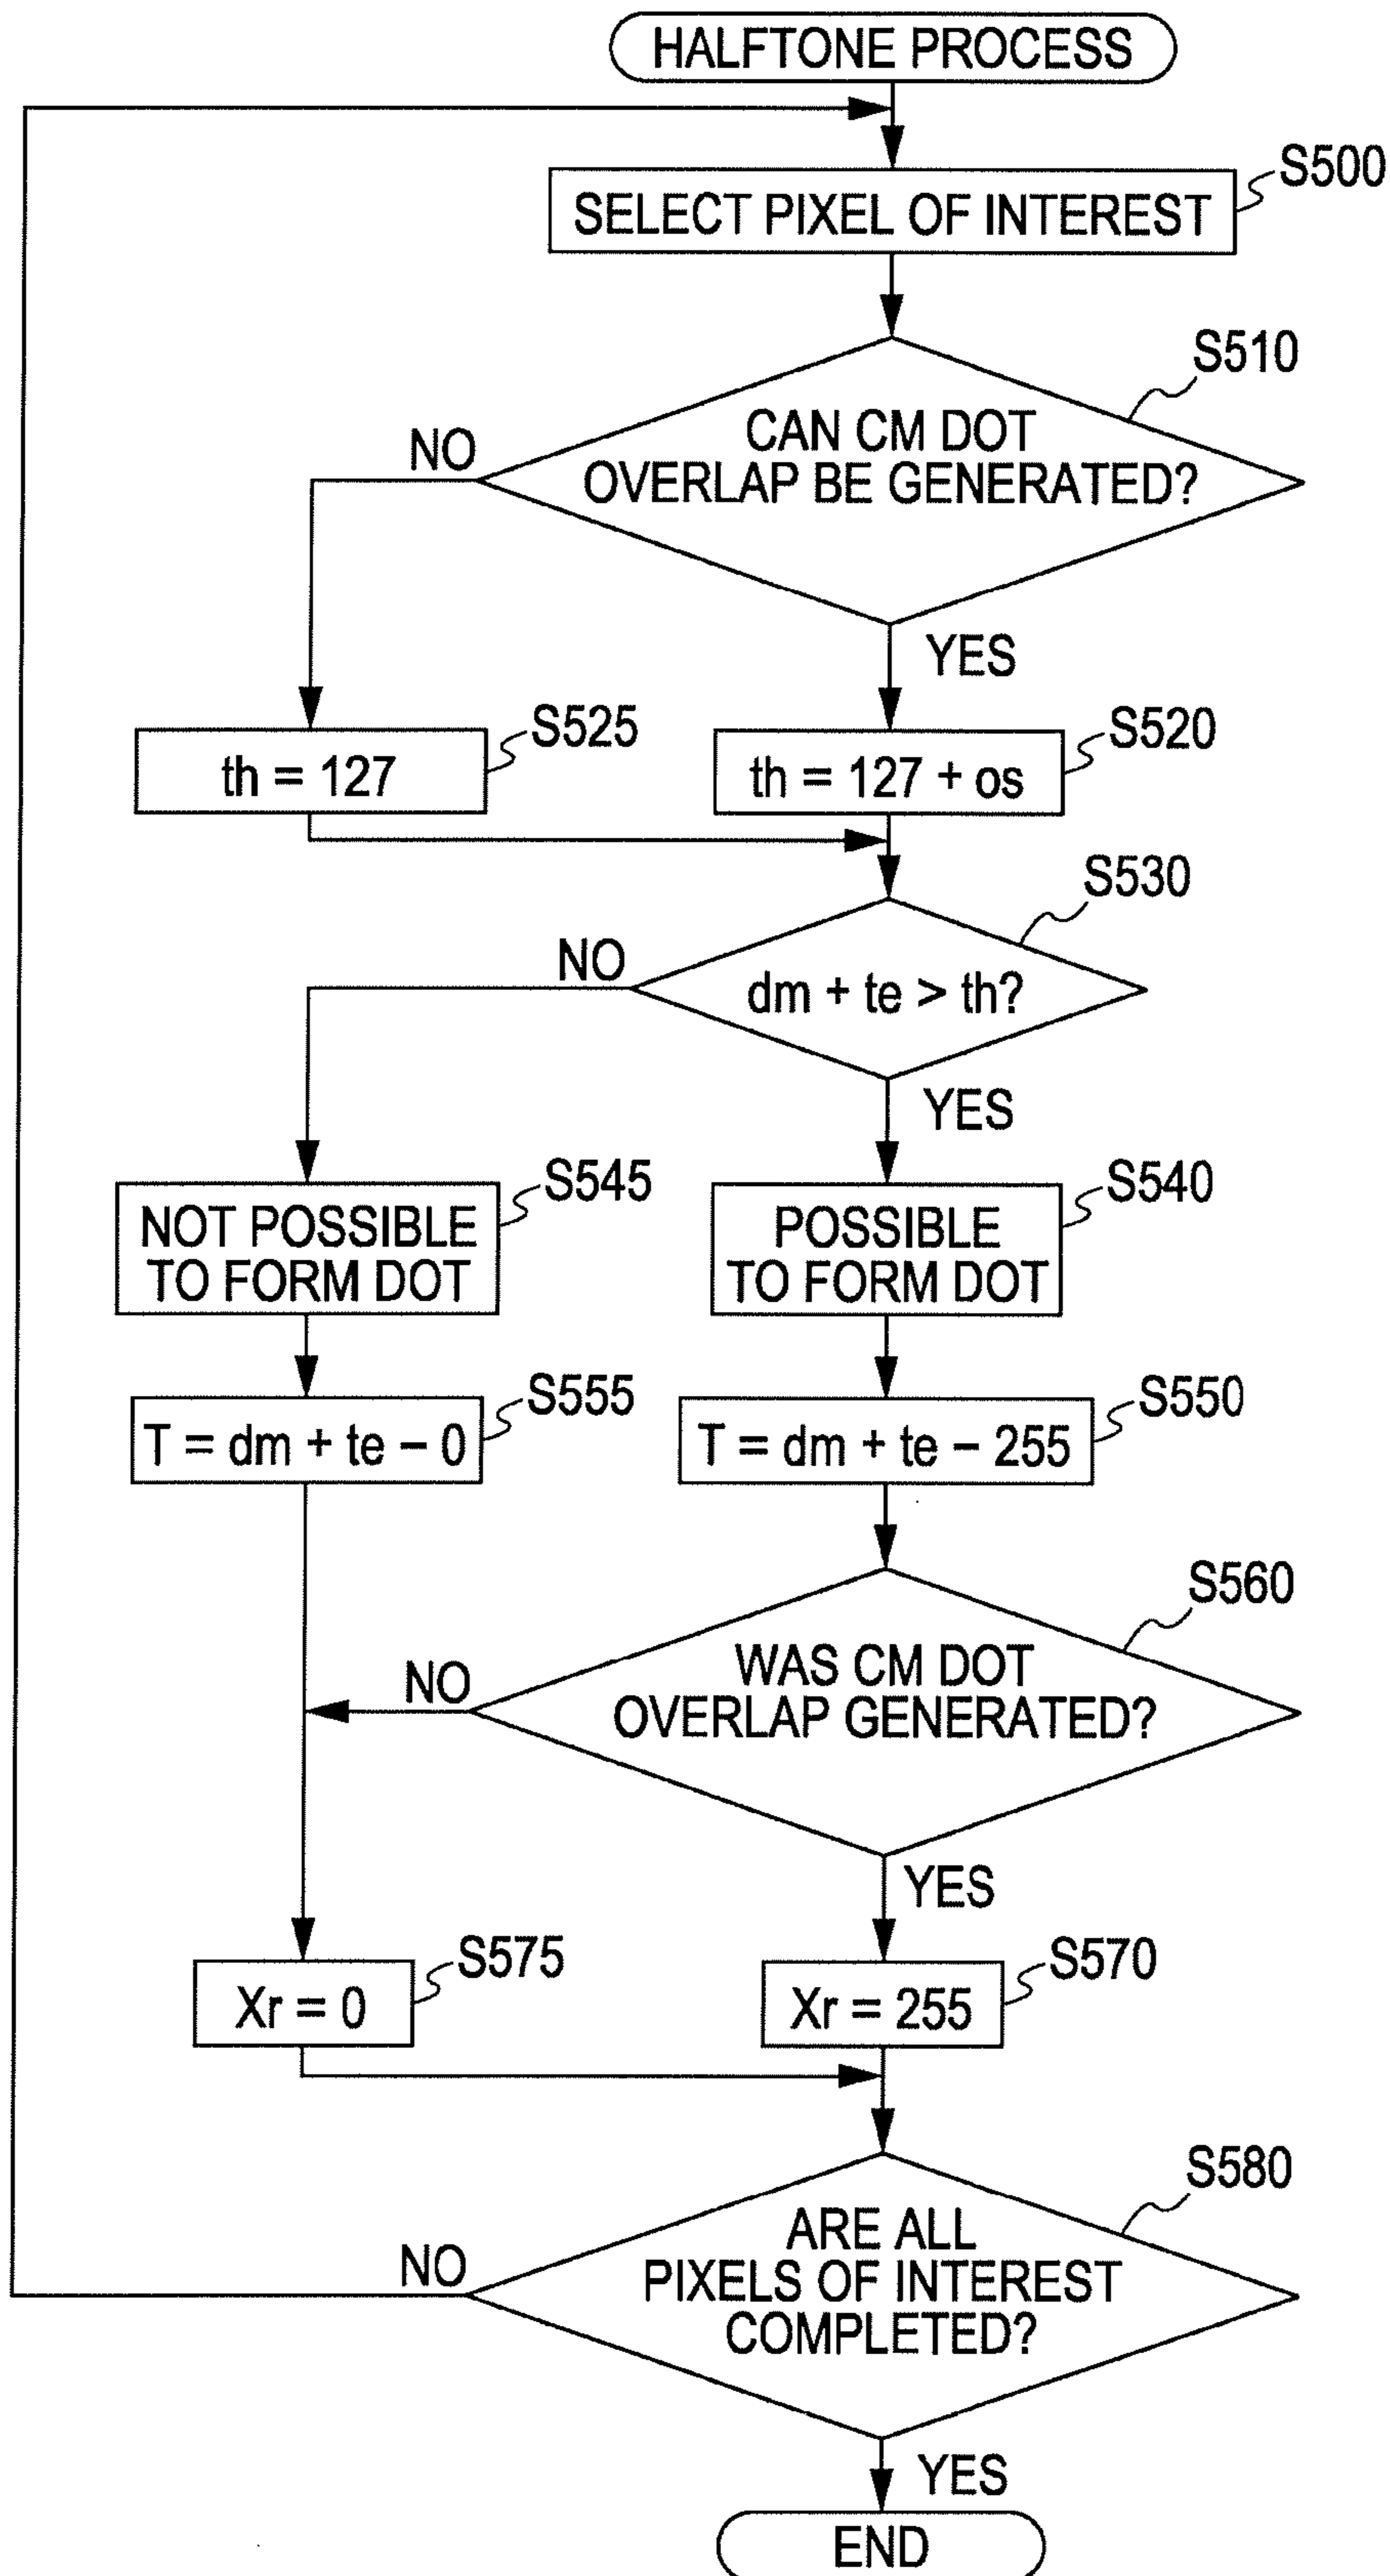 HALFTONE PROCESS
S500
SELECT PIXEL OF INTEREST
S510
CAN CM DOT
OVERLAP BE GENERATED?
NO
YES
S525
th = 127
S520
th = 127 + os
S530
dm + te > th?
NO
YES
S545
NOT POSSIBLE
TO FORM DOT
S540
POSSIBLE
TO FORM DOT
S555
T = dm + te – 0
S550
T = dm + te – 255
S560
WAS CM DOT
OVERLAP GENERATED?
NO
YES
S575
Xr = 0
S570
Xr = 255
S580
ARE ALL
PIXELS OF INTEREST
COMPLETED?
NO
YES
END